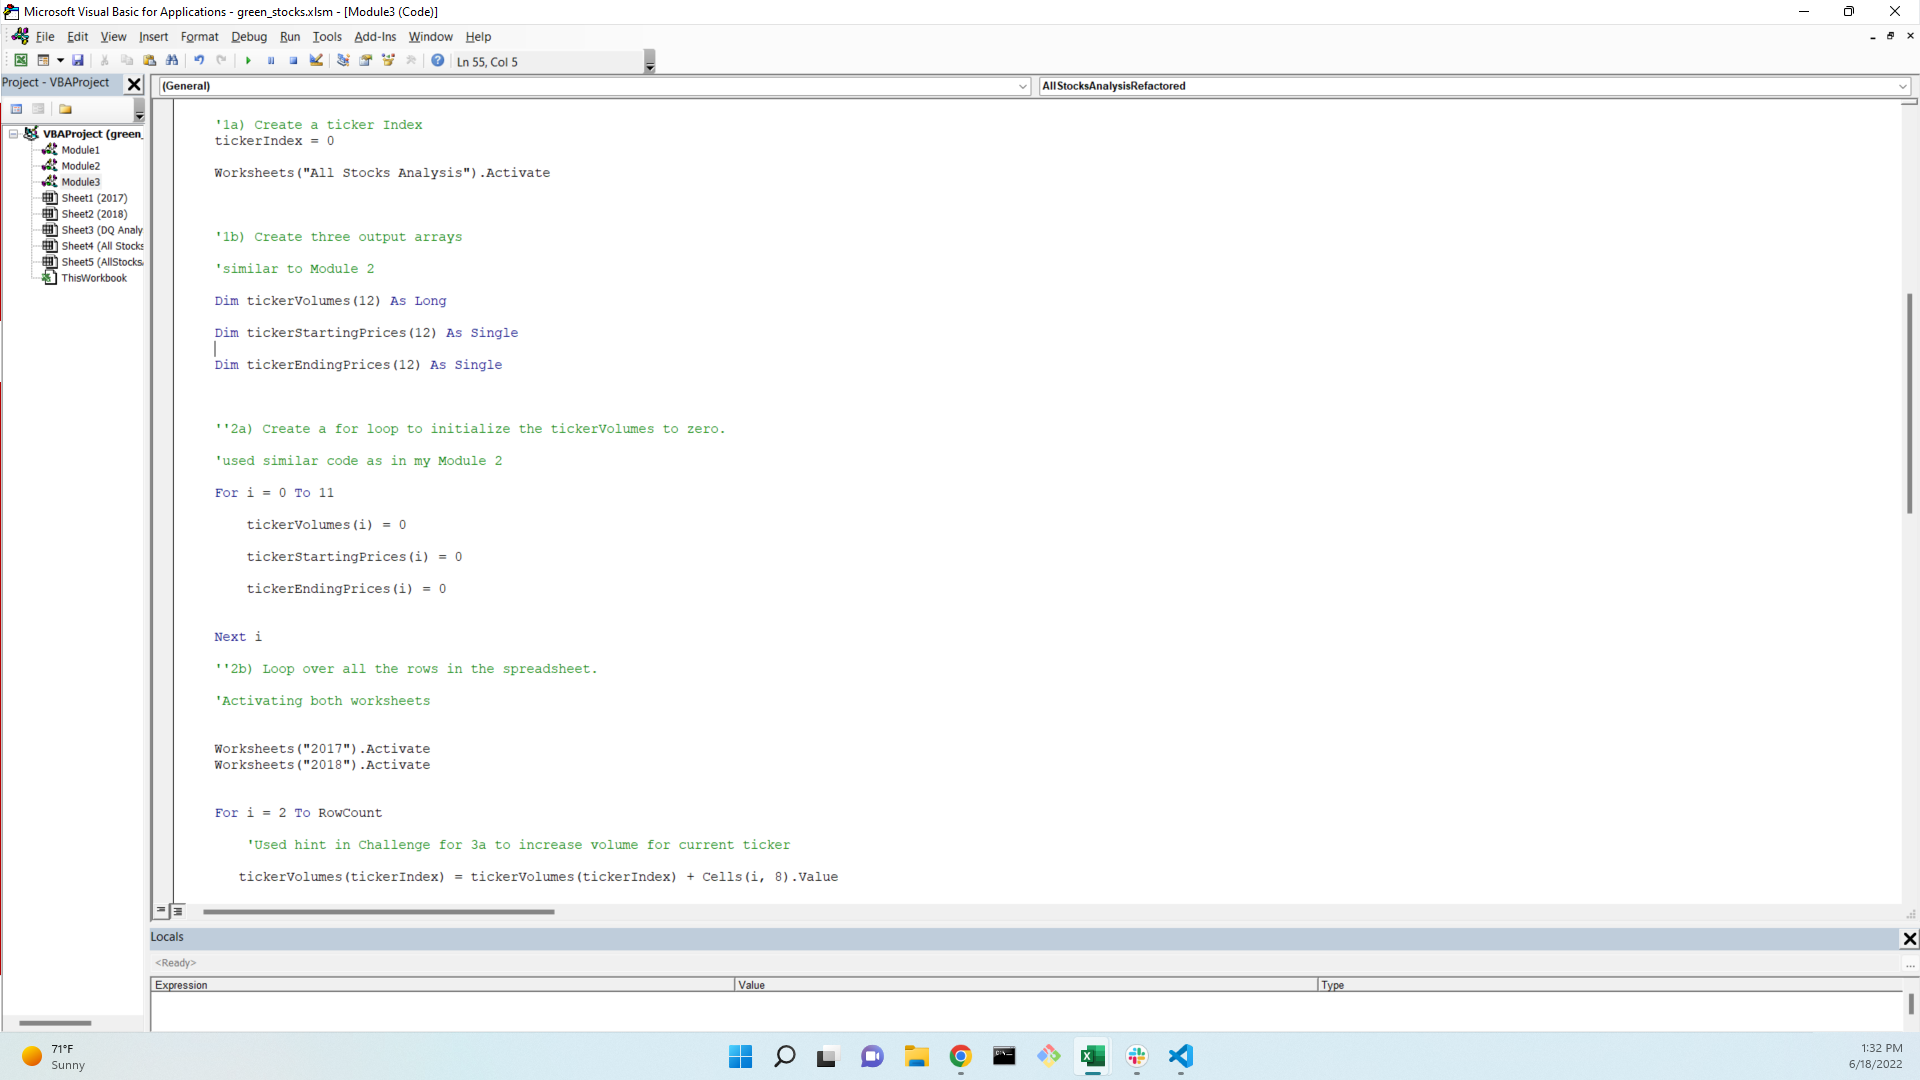 Microsoft Visual Basic for Applications - green_stocks.xlsm - [Module3 (Code)]
File Edit View Insert Format Debug Run Tools Add-Ins Window Help
Ln 55, Col 5
Project - VBAProject
(General)
AllStocksAnalysisRefactored
VBAProject (green_
Module1
Module2
Module3
Sheet1 (2017)
Sheet2 (2018)
Sheet3 (DQ Analy
Sheet4 (All Stocks
Sheet5 (AllStocks
ThisWorkbook
'1a) Create a ticker Index
tickerIndex = 0
Worksheets("All Stocks Analysis").Activate
'1b) Create three output arrays
'similar to Module 2
Dim tickerVolumes(12) As Long
Dim tickerStartingPrices(12) As Single
Dim tickerEndingPrices(12) As Single
''2a) Create a for loop to initialize the tickerVolumes to zero.
'used similar code as in my Module 2
For i = 0 To 11
tickerVolumes(i) = 0
tickerStartingPrices(i) = 0
tickerEndingPrices(i) = 0
Next i
''2b) Loop over all the rows in the spreadsheet.
'Activating both worksheets
Worksheets("2017").Activate
Worksheets("2018").Activate
For i = 2 To RowCount
'Used hint in Challenge for 3a to increase volume for current ticker
tickerVolumes(tickerIndex) = tickerVolumes(tickerIndex) + Cells(i, 8).Value
Locals
<Ready>
...
Expression Value Type
71°F
Sunny
1:32 PM
6/18/2022